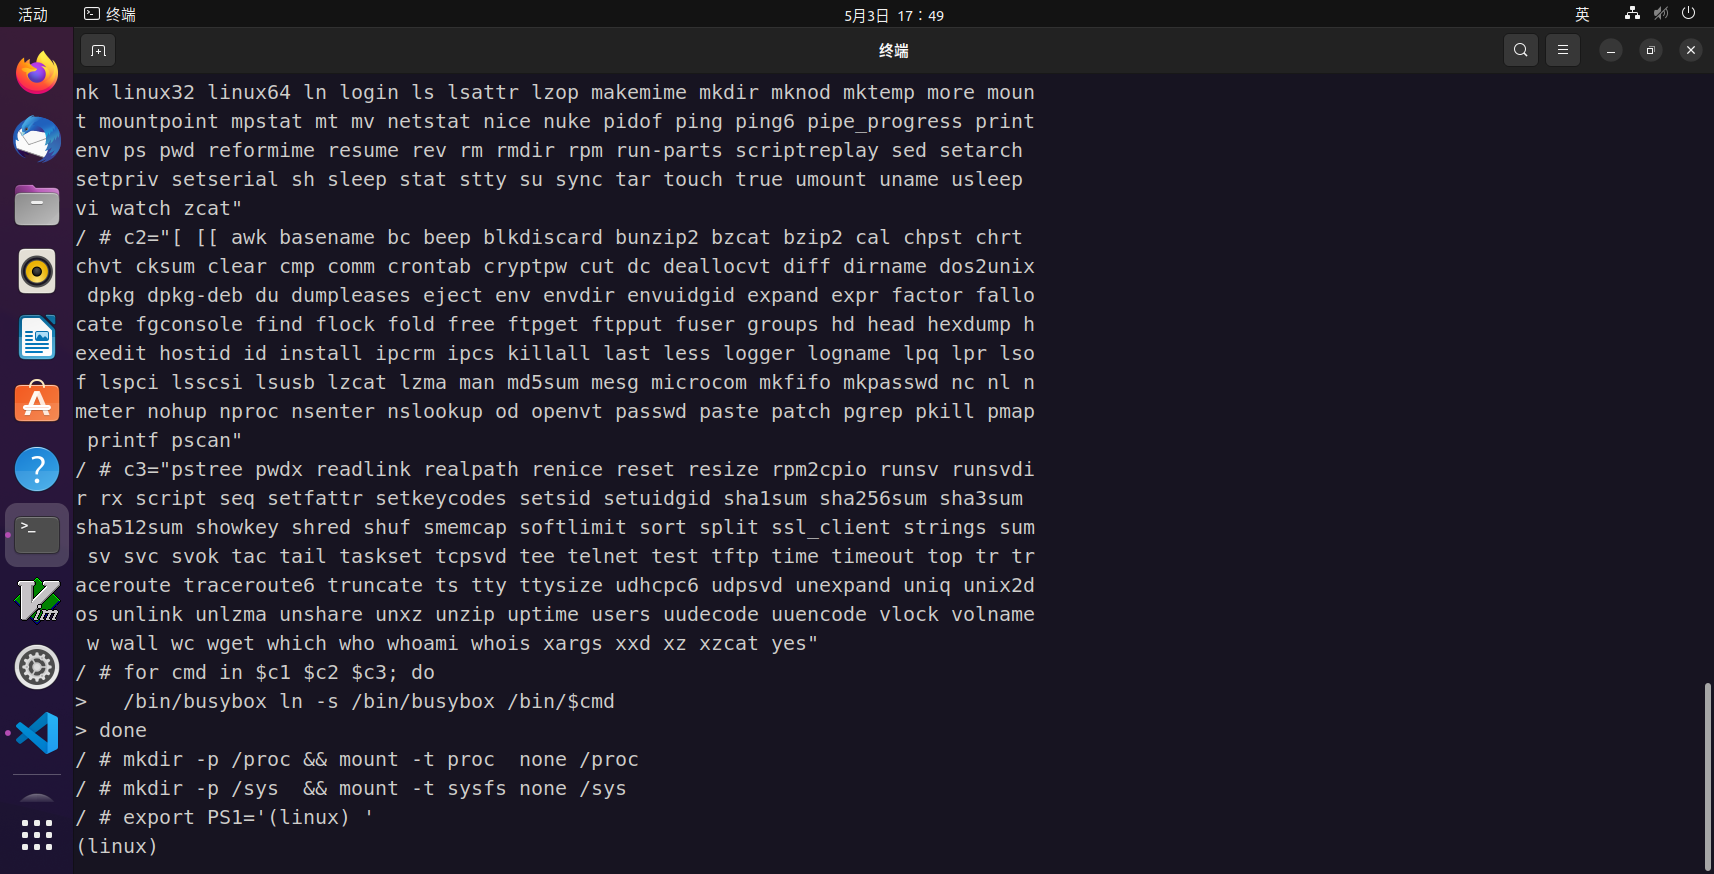 活动 终端 5月3日 17：49 英
终端
nk linux32 linux64 ln login ls lsattr lzop makemime mkdir mknod mktemp more moun
t mountpoint mpstat mt mv netstat nice nuke pidof ping ping6 pipe_progress print
env ps pwd reformime resume rev rm rmdir rpm run-parts scriptreplay sed setarch
setpriv setserial sh sleep stat stty su sync tar touch true umount uname usleep
vi watch zcat"
/ # c2="[ [[ awk basename bc beep blkdiscard bunzip2 bzcat bzip2 cal chpst chrt
chvt cksum clear cmp comm crontab cryptpw cut dc deallocvt diff dirname dos2unix
 dpkg dpkg-deb du dumpleases eject env envdir envuidgid expand expr factor fallo
cate fgconsole find flock fold free ftpget ftpput fuser groups hd head hexdump h
exedit hostid id install ipcrm ipcs killall last less logger logname lpq lpr lso
f lspci lsscsi lsusb lzcat lzma man md5sum mesg microcom mkfifo mkpasswd nc nl n
meter nohup nproc nsenter nslookup od openvt passwd paste patch pgrep pkill pmap
 printf pscan"
/ # c3="pstree pwdx readlink realpath renice reset resize rpm2cpio runsv runsvdi
r rx script seq setfattr setkeycodes setsid setuidgid sha1sum sha256sum sha3sum
sha512sum showkey shred shuf smemcap softlimit sort split ssl_client strings sum
 sv svc svok tac tail taskset tcpsvd tee telnet test tftp time timeout top tr tr
aceroute traceroute6 truncate ts tty ttysize udhcpc6 udpsvd unexpand uniq unix2d
os unlink unlzma unshare unxz unzip uptime users uudecode uuencode vlock volname
 w wall wc wget which who whoami whois xargs xxd xz xzcat yes"
/ # for cmd in $c1 $c2 $c3; do
>   /bin/busybox ln -s /bin/busybox /bin/$cmd
> done
/ # mkdir -p /proc && mount -t proc  none /proc
/ # mkdir -p /sys  && mount -t sysfs none /sys
/ # export PS1='(linux) '
(linux)